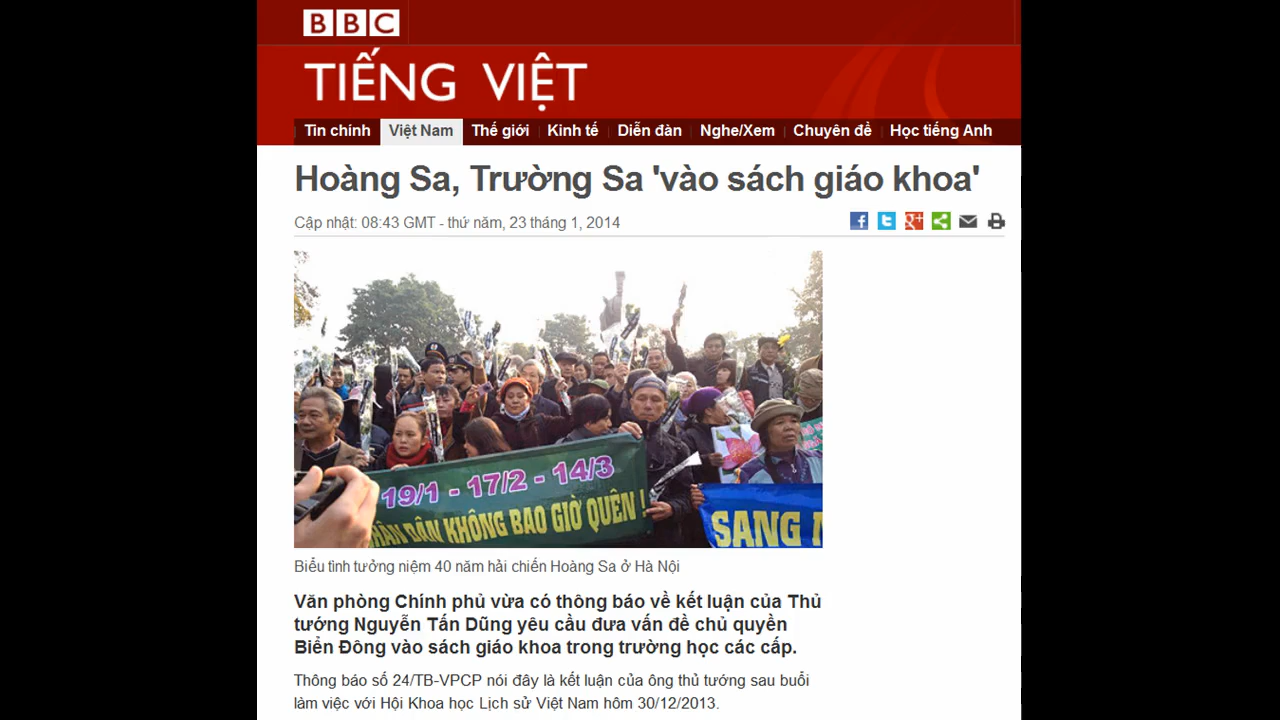 BBC
TIẾNG VIỆT
Tin chính Việt Nam Thế giới Kinh tế Diễn đàn Nghe/Xem Chuyên đề Học tiếng Anh
Hoàng Sa, Trường Sa 'vào sách giáo khoa'
Cập nhật: 08:43 GMT - thứ năm, 23 tháng 1, 2014
19/1 - 17/2 - 14/3
HÂN DÂN KHÔNG BAO GIỜ QUÊN !
SANG
Biểu tình tưởng niệm 40 năm hải chiến Hoàng Sa ở Hà Nội
Văn phòng Chính phủ vừa có thông báo về kết luận của Thủ
tướng Nguyễn Tấn Dũng yêu cầu đưa vấn đề chủ quyền
Biển Đông vào sách giáo khoa trong trường học các cấp.
Thông báo số 24/TB-VPCP nói đây là kết luận của ông thủ tướng sau buổi
làm việc với Hội Khoa học Lịch sử Việt Nam hôm 30/12/2013.